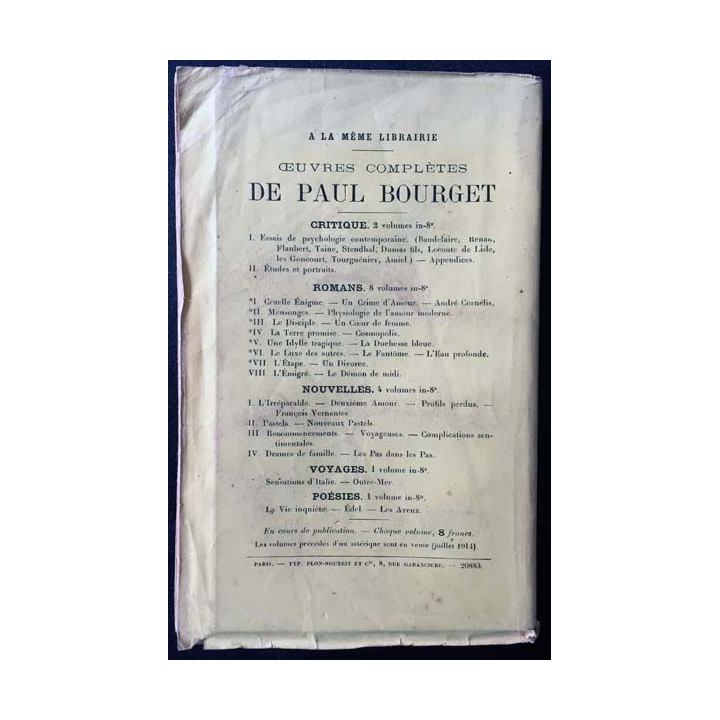 A LA MÊME LIBRAIRIE
ŒUVRES COMPLÈTES
DE PAUL BOURGET
CRITIQUE. 2 volumes in-8º.
I. Essais de psychologie contemporaine. (Baudelaire, Renan,
Flaubert, Taine, Stendhal, Dumas fils, Leconte de Lisle,
les Goncourt, Tourguéniev, Amiel.) — Appendices.
II. Études et portraits.
ROMANS. 8 volumes in-8º
*I. Cruelle Énigme. — Un Crime d'Amour. — André Cornélis.
*II. Mensonges. — Physiologie de l'amour moderne.
*III. Le Disciple. — Un Cœur de femme.
*IV. La Terre promise. — Cosmopolis.
*V. Une Idylle tragique. — La Duchesse bleue.
*VI. Le Luxe des autres. — Le Fantôme. — L'Eau profonde.
*VII. L'Étape. — Un Divorce.
VIII. L'Émigré. — Le Démon de midi.
NOUVELLES. 4 volumes in-8º.
I. L'Irréparable. — Deuxième Amour. — Profils perdus. —
François Vernantes
II. Pastels. — Nouveaux Pastels.
III. Recommencements. — Voyageuses. — Complications sen-
timentales.
IV. Drames de famille. — Les Pas dans les Pas.
VOYAGES. 1 volume in-8º.
Sensations d'Italie. — Outre-Mer.
POÉSIES. 1 volume in-8º.
La Vie inquiète. — Édel. — Les Aveux.
En cours de publication. — Chaque volume, 8 francs.
Les volumes précédés d'un astérique sont en vente (juillet 1914)
PARIS. — TYP. PLON-NOURRIT ET Cie, 8, RUE GARANCIÈRE. — 20883.